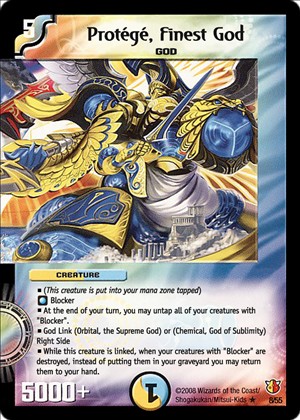 5
Protégé, Finest God
GOD
CREATURE
■ (This creature is put into your mana zone tapped)
Blocker
■ At the end of your turn, you may untap all of your creatures with
"Blocker".
■ God Link (Orbital, the Supreme God) or (Chemical, God of Sublimity)
Right Side
■ While this creature is linked, when your creatures with "Blocker" are
destroyed, instead of putting them in your graveyard you may return
them to your hand.
5000+
1
©2008 Wizards of the Coast/
Shogakukan/Mitsui-Kids ★ 6/55